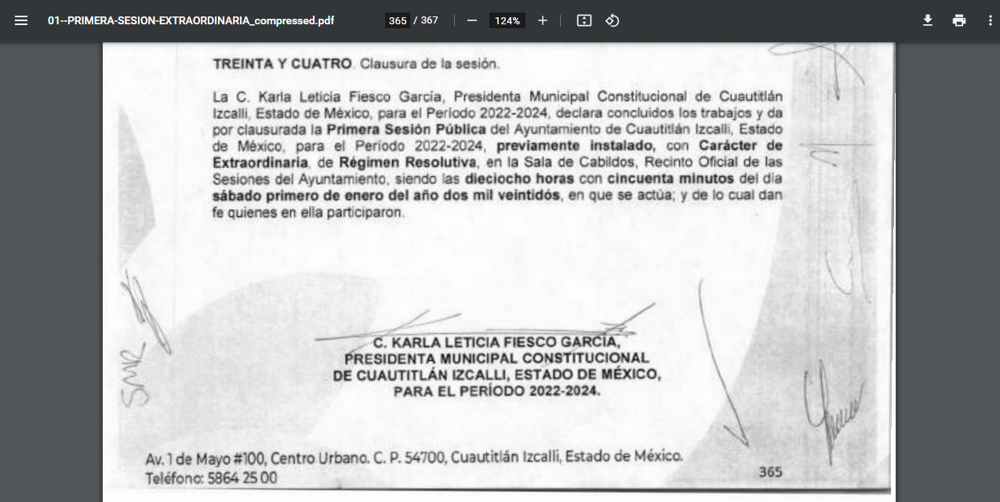 01--PRIMERA-SESION-EXTRAORDINARIA_compressed.pdf
365 / 367
124%
TREINTA Y CUATRO. Clausura de la sesión.
La C. Karla Leticia Fiesco García, Presidenta Municipal Constitucional de Cuautitlán
Izcalli, Estado de México, para el Período 2022-2024, declara concluidos los trabajos y da
por clausurada la Primera Sesión Pública del Ayuntamiento de Cuautitlán Izcalli, Estado
de México, para el Período 2022-2024, previamente instalado, con Carácter de
Extraordinaria, de Régimen Resolutiva, en la Sala de Cabildos, Recinto Oficial de las
Sesiones del Ayuntamiento, siendo las dieciocho horas con cincuenta minutos del día
sábado primero de enero del año dos mil veintidós, en que se actúa; y de lo cual dan
fe quienes en ella participaron.
C. KARLA LETICIA FIESCO GARCÍA,
PRESIDENTA MUNICIPAL CONSTITUCIONAL
DE CUAUTITLÁN IZCALLI, ESTADO DE MÉXICO,
PARA EL PERÍODO 2022-2024.
SMR
Av. 1 de Mayo #100, Centro Urbano. C. P. 54700, Cuautitlán Izcalli, Estado de México.
Teléfono: 5864 25 00
365